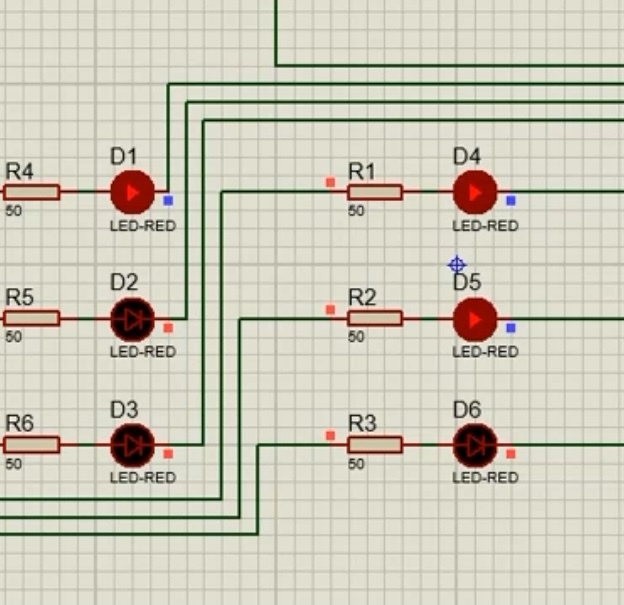 D1
R4
50
LED-RED
D2
R5
50
LED-RED
D3
R6
50
LED-RED
R1
50
D4
LED-RED
R2
50
D5
LED-RED
R3
50
D6
LED-RED